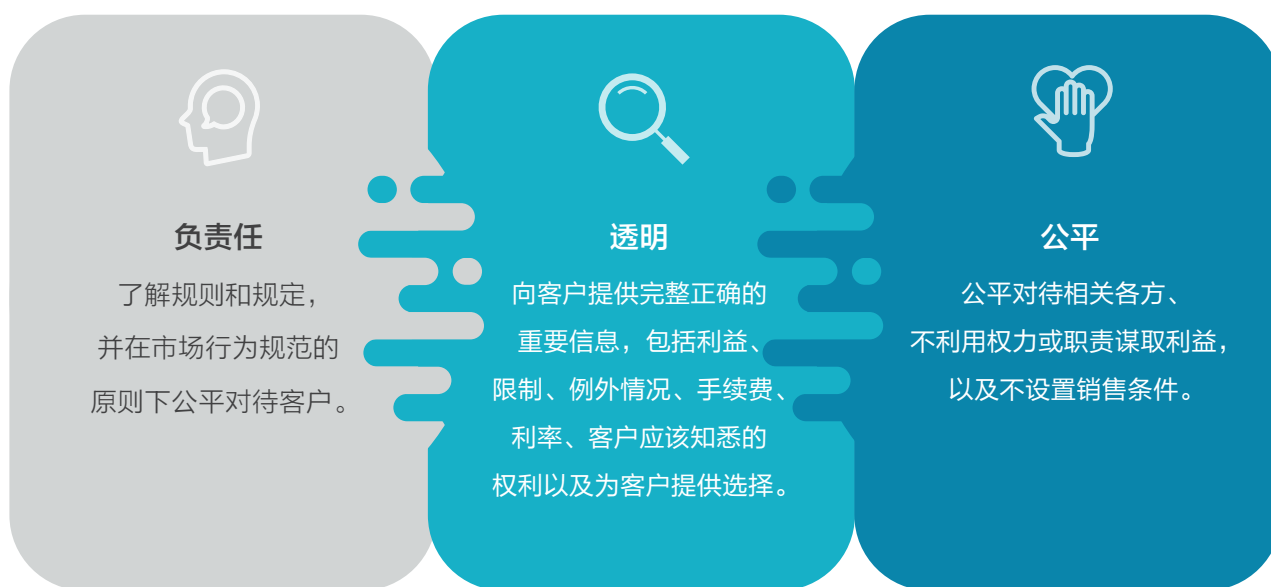 负责任
了解规则和规定，
并在市场行为规范的
原则下公平对待客户。
透明
向客户提供完整正确的
重要信息，包括利益、
限制、例外情况、手续费、
利率、客户应该知悉的
权利以及为客户提供选择。
公平
公平对待相关各方、
不利用权力或职责谋取利益，
以及不设置销售条件。